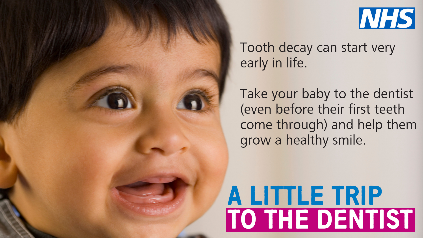 NHS
Tooth decay can start very
early in life.
Take your baby to the dentist
(even before their first teeth
come through) and help them
grow a healthy smile.
A LITTLE TRIP
TO THE DENTIST